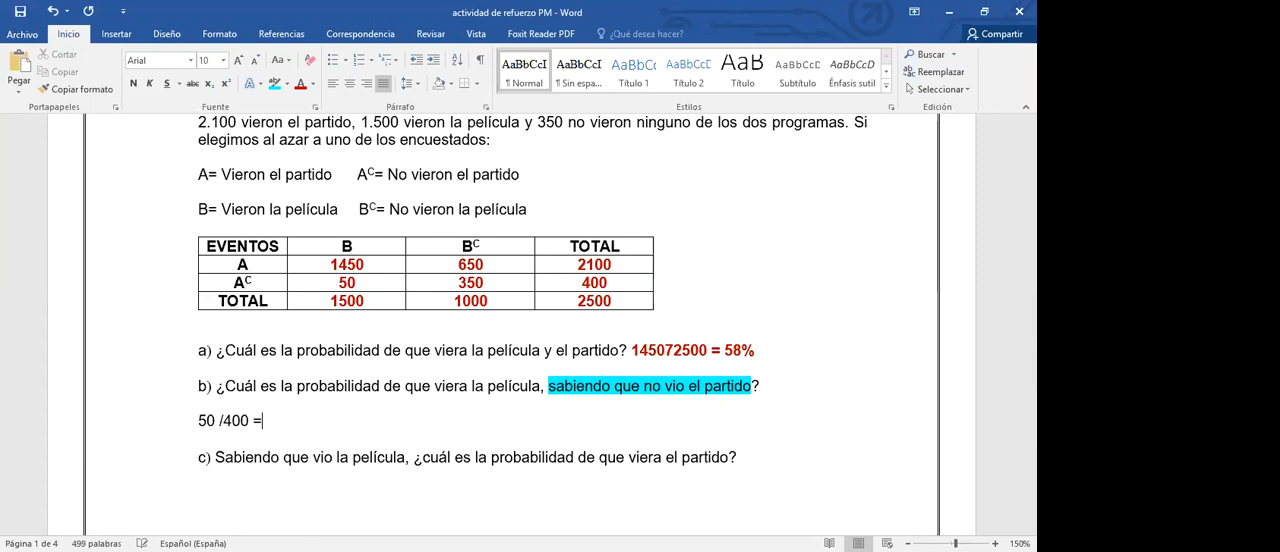 actividad de refuerzo PM - Word
Archivo Inicio Insertar Diseño Formato Referencias Correspondencia Revisar Vista Foxit Reader PDF ¿Qué desea hacer? Compartir
Pegar Cortar Copiar Copiar formato
Arial 10 Aa
N K S abc x₂ x² A
AaBbCcI AaBbCcI AaBbCc AaBbCc AaB AaBbCcL AaBbCcD
¶ Normal ¶ Sin espa... Título 1 Título 2 Título Subtítulo Énfasis sutil
Buscar Reemplazar Seleccionar
Portapapeles Fuente Párrafo Estilos Edición
2.100 vieron el partido, 1.500 vieron la película y 350 no vieron ninguno de los dos programas. Si
elegimos al azar a uno de los encuestados:
A= Vieron el partido Aᶜ= No vieron el partido
B= Vieron la película Bᶜ= No vieron la película
EVENTOS B Bᶜ TOTAL
A 1450 650 2100
Aᶜ 50 350 400
TOTAL 1500 1000 2500
a) ¿Cuál es la probabilidad de que viera la película y el partido? 145072500 = 58%
b) ¿Cuál es la probabilidad de que viera la película, sabiendo que no vio el partido?
50 /400 =
c) Sabiendo que vio la película, ¿cuál es la probabilidad de que viera el partido?
Página 1 de 4 499 palabras Español (España) 150%